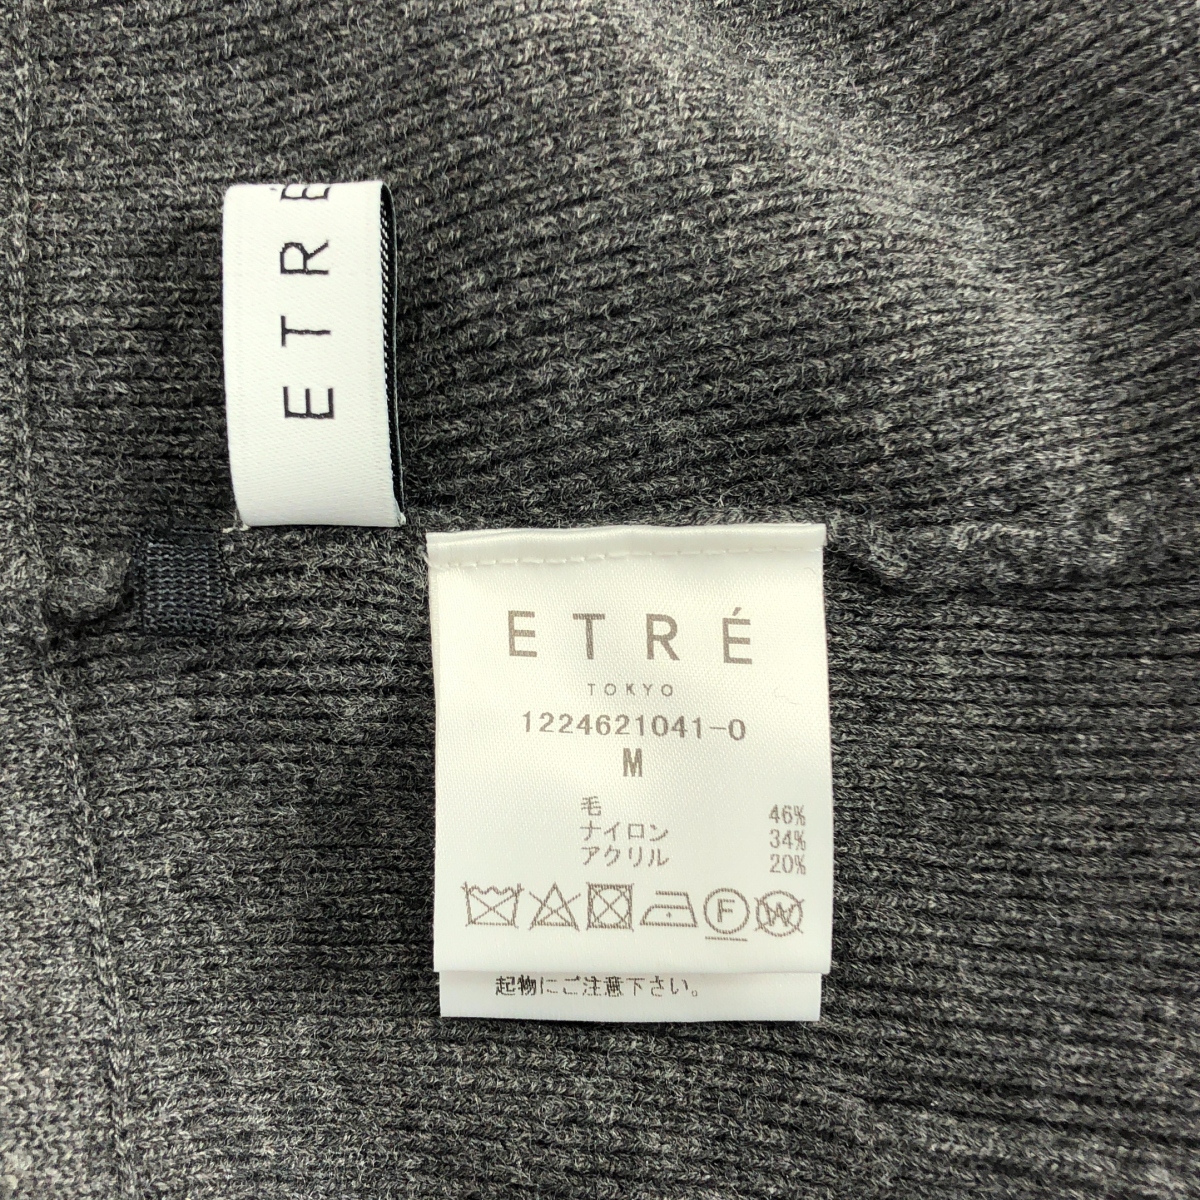 ETRÉ
ETRÉ
TOKYO
1224621041-0
M
毛 46%
ナイロン 34%
アクリル 20%
F W
起物にご注意下さい。